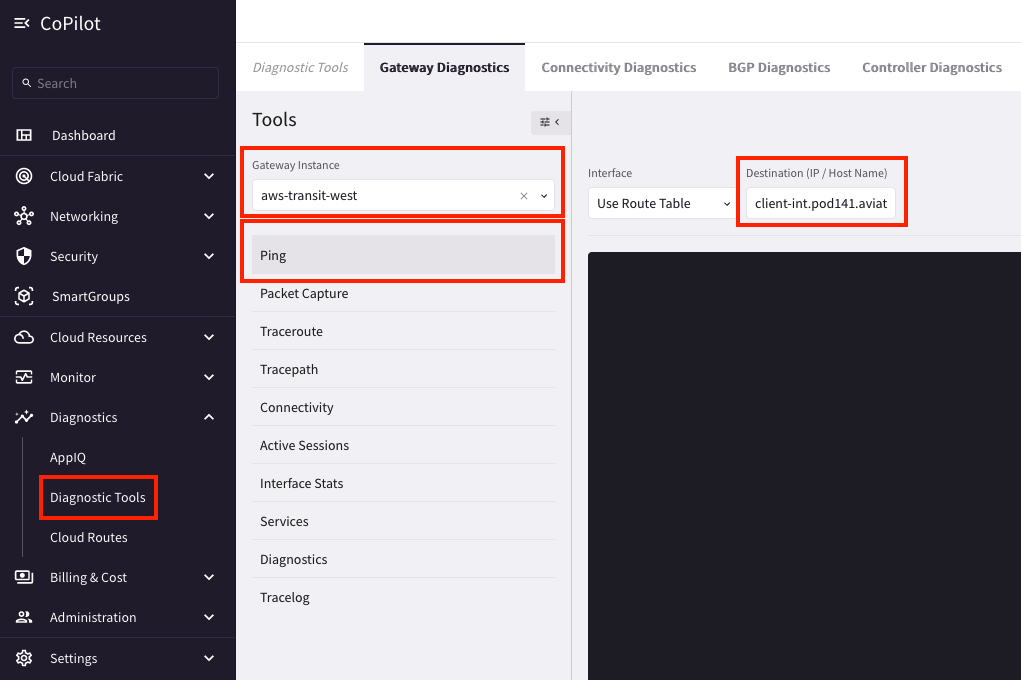 CoPilot
Search
Dashboard
Cloud Fabric
Networking
Security
SmartGroups
Cloud Resources
Monitor
Diagnostics
AppIQ
Diagnostic Tools
Cloud Routes
Billing & Cost
Administration
Settings
Diagnostic Tools
Gateway Diagnostics
Connectivity Diagnostics
BGP Diagnostics
Controller Diagnostics
Tools
Gateway Instance
aws-transit-west
Ping
Packet Capture
Traceroute
Tracepath
Connectivity
Active Sessions
Interface Stats
Services
Diagnostics
Tracelog
Interface
Use Route Table
Destination (IP / Host Name)
client-int.pod141.aviat